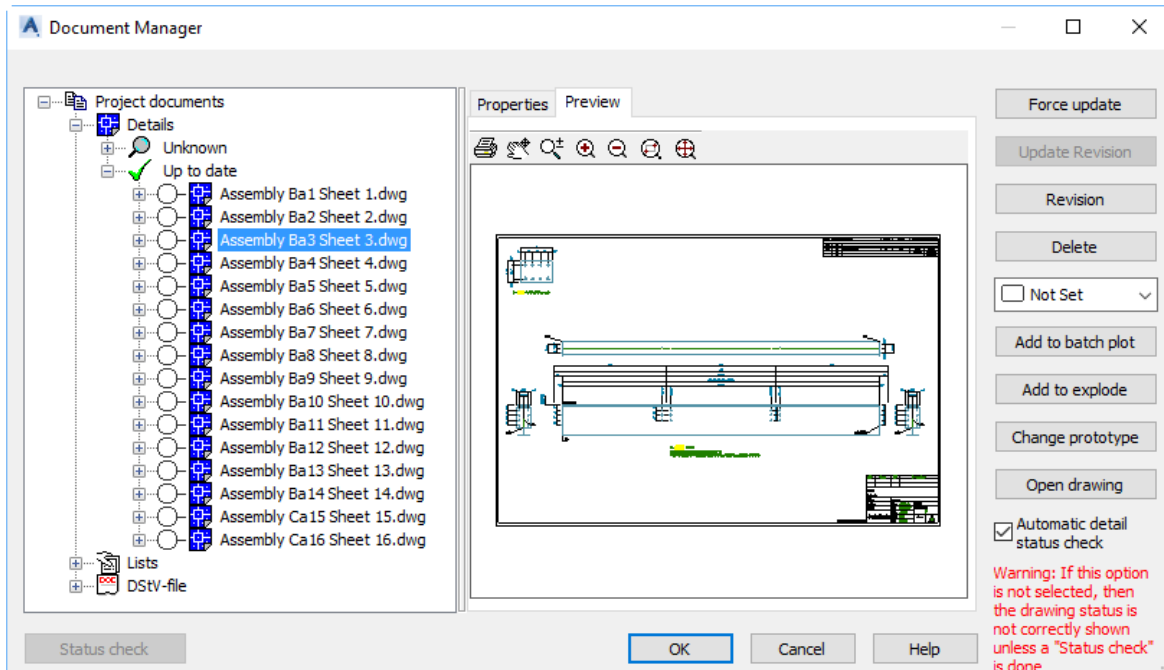 Document Manager
Project documents
Details
Unknown
Up to date
Assembly Ba1 Sheet 1.dwg
Assembly Ba2 Sheet 2.dwg
Assembly Ba3 Sheet 3.dwg
Assembly Ba4 Sheet 4.dwg
Assembly Ba5 Sheet 5.dwg
Assembly Ba6 Sheet 6.dwg
Assembly Ba7 Sheet 7.dwg
Assembly Ba8 Sheet 8.dwg
Assembly Ba9 Sheet 9.dwg
Assembly Ba10 Sheet 10.dwg
Assembly Ba11 Sheet 11.dwg
Assembly Ba12 Sheet 12.dwg
Assembly Ba13 Sheet 13.dwg
Assembly Ba14 Sheet 14.dwg
Assembly Ca15 Sheet 15.dwg
Assembly Ca16 Sheet 16.dwg
Lists
DOC
DStV-file
Properties
Preview
Force update
Update Revision
Revision
Delete
Not Set
Add to batch plot
Add to explode
Change prototype
Open drawing
Automatic detail
status check
Warning: If this option
is not selected, then
the drawing status is
not correctly shown
unless a "Status check"
is done
Status check
OK
Cancel
Help